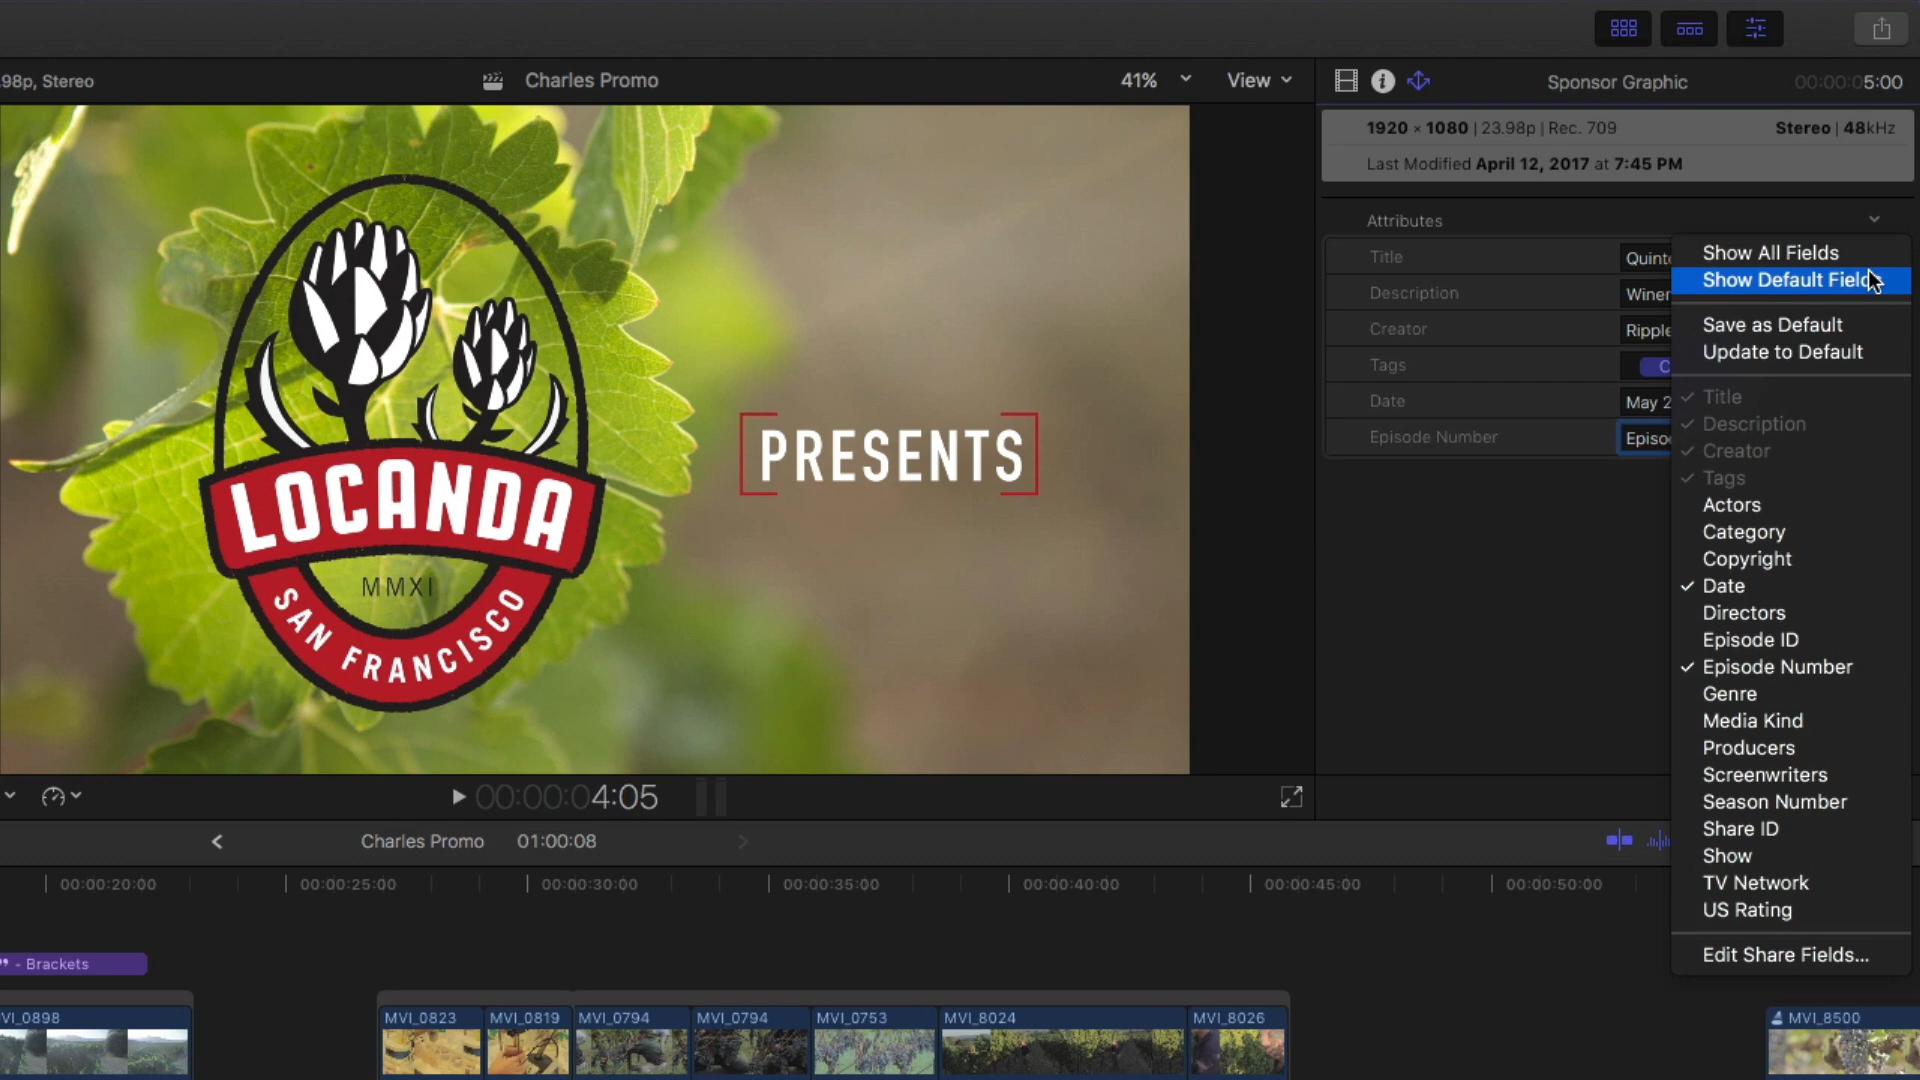 98p, Stereo
Charles Promo
41%
View
Sponsor Graphic
00:00:05:00
1920 × 1080 | 23.98p | Rec. 709
Stereo | 48kHz
Last Modified April 12, 2017 at 7:45 PM
Attributes
Title
Description
Creator
Ripple
Tags
Date
May 2
Episode Number
Show All Fields
Show Default Fields
Save as Default
Update to Default
Title
Description
Creator
Tags
Actors
Category
Copyright
Date
Directors
Episode ID
Episode Number
Genre
Media Kind
Producers
Screenwriters
Season Number
Share ID
Show
TV Network
US Rating
Edit Share Fields...
LOCANDA
MMXI
SAN FRANCISCO
PRESENTS
00:00:04:05
Charles Promo
01:00:08
00:00:20:00
00:00:25:00
00:00:30:00
00:00:35:00
00:00:40:00
00:00:45:00
00:00:50:00
- Brackets
VI_0898
MVI_0823
MVI_0819
MVI_0794
MVI_0794
MVI_0753
MVI_8024
MVI_8026
MVI_8500